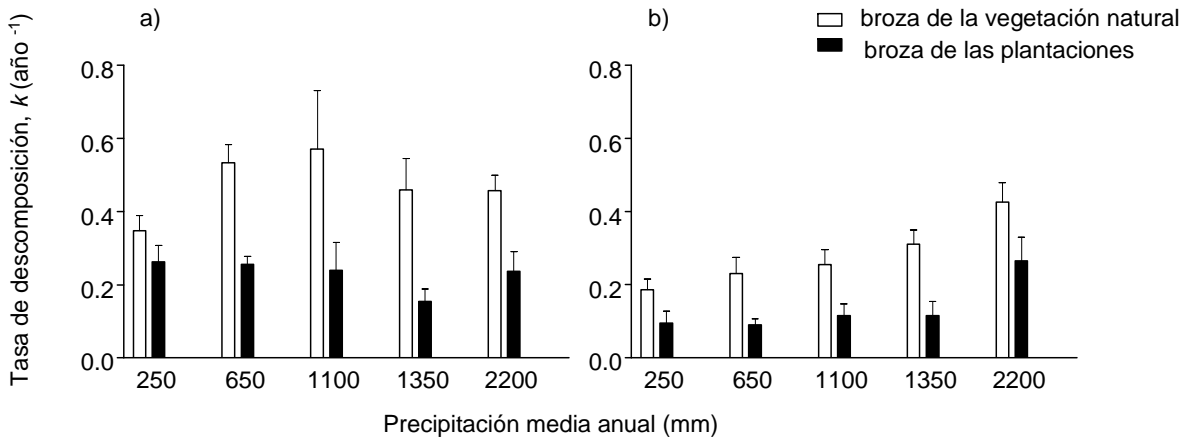 a)
b)
broza de la vegetación natural
broza de las plantaciones
Tasa de descomposición, k (año -1)
0.8
0.6
0.4
0.2
0.0
250 650 1100 1350 2200
0.8
0.6
0.4
0.2
0.0
250 650 1100 1350 2200
Precipitación media anual (mm)